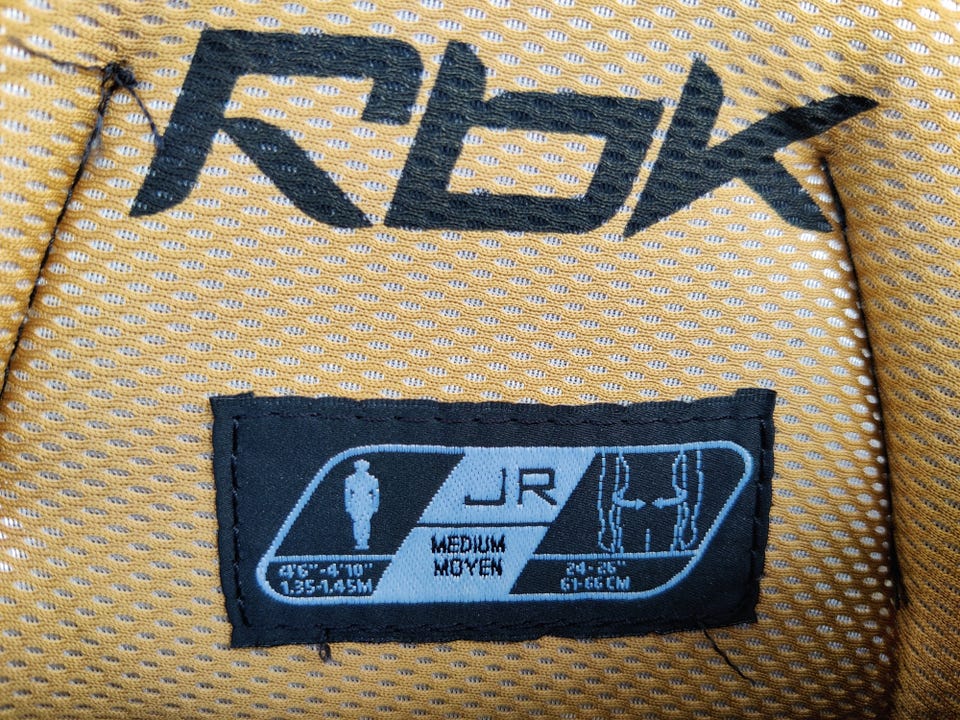 Rbk
JR
MEDIUM
MOYEN
4'6"-4'10"
1.35-1.45M
24-26"
61-66 CM